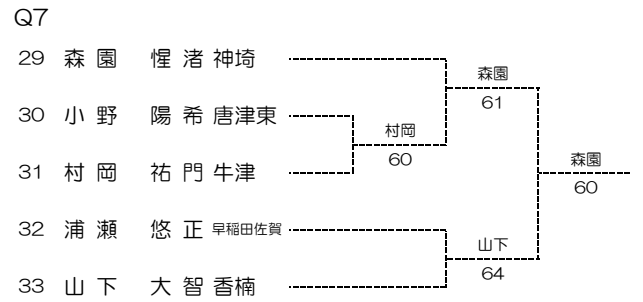 Q7
29 森 園 惺 渚 神埼
森園
61
30 小 野 陽 希 唐津東
村岡
60
31 村 岡 祐 門 牛津
森園
60
32 浦 瀬 悠 正 早稲田佐賀
山下
64
33 山 下 大 智 香楠